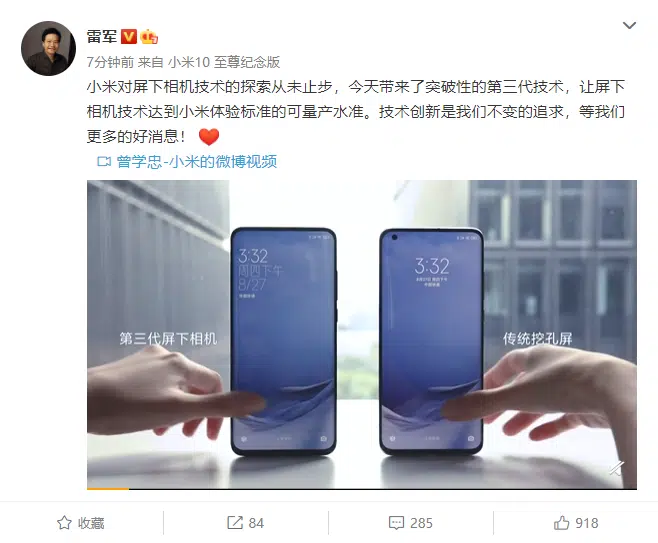 雷军
7分钟前 来自 小米10 至尊纪念版
小米对屏下相机技术的探索从未止步，今天带来了突破性的第三代技术，让屏下
相机技术达到小米体验标准的可量产水准。技术创新是我们不变的追求，等我们
更多的好消息！
曾学忠-小米的微博视频
3:32
周四下午
8/27
3:32
第三代屏下相机
传统挖孔屏
收藏
84
285
918